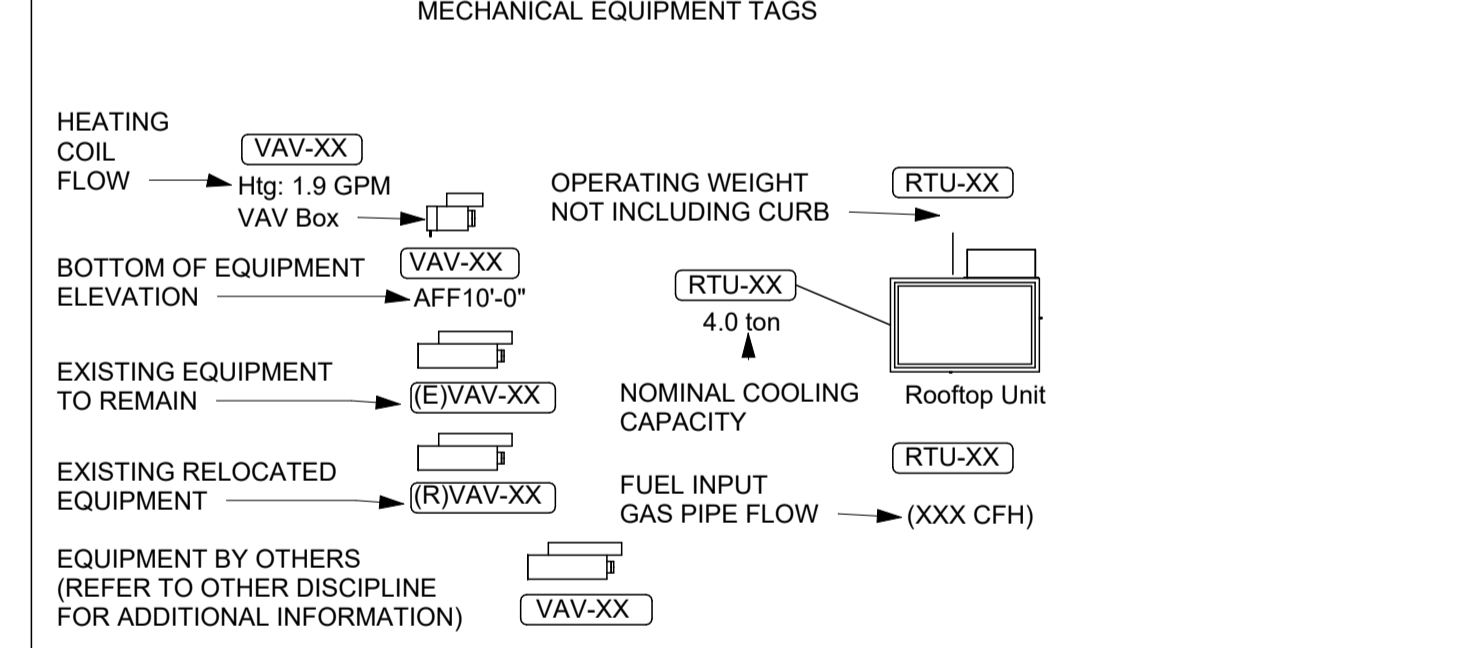 MECHANICAL EQUIPMENT TAGS
HEATING
COIL
FLOW
VAV-XX
Htg: 1.9 GPM
VAV Box
BOTTOM OF EQUIPMENT
ELEVATION
VAV-XX
AFF10'-0"
EXISTING EQUIPMENT
TO REMAIN
(E)VAV-XX
EXISTING RELOCATED
EQUIPMENT
(R)VAV-XX
EQUIPMENT BY OTHERS
(REFER TO OTHER DISCIPLINE
FOR ADDITIONAL INFORMATION)
VAV-XX
OPERATING WEIGHT
NOT INCLUDING CURB
RTU-XX
RTU-XX
4.0 ton
NOMINAL COOLING
CAPACITY
Rooftop Unit
RTU-XX
FUEL INPUT
GAS PIPE FLOW
(XXX CFH)